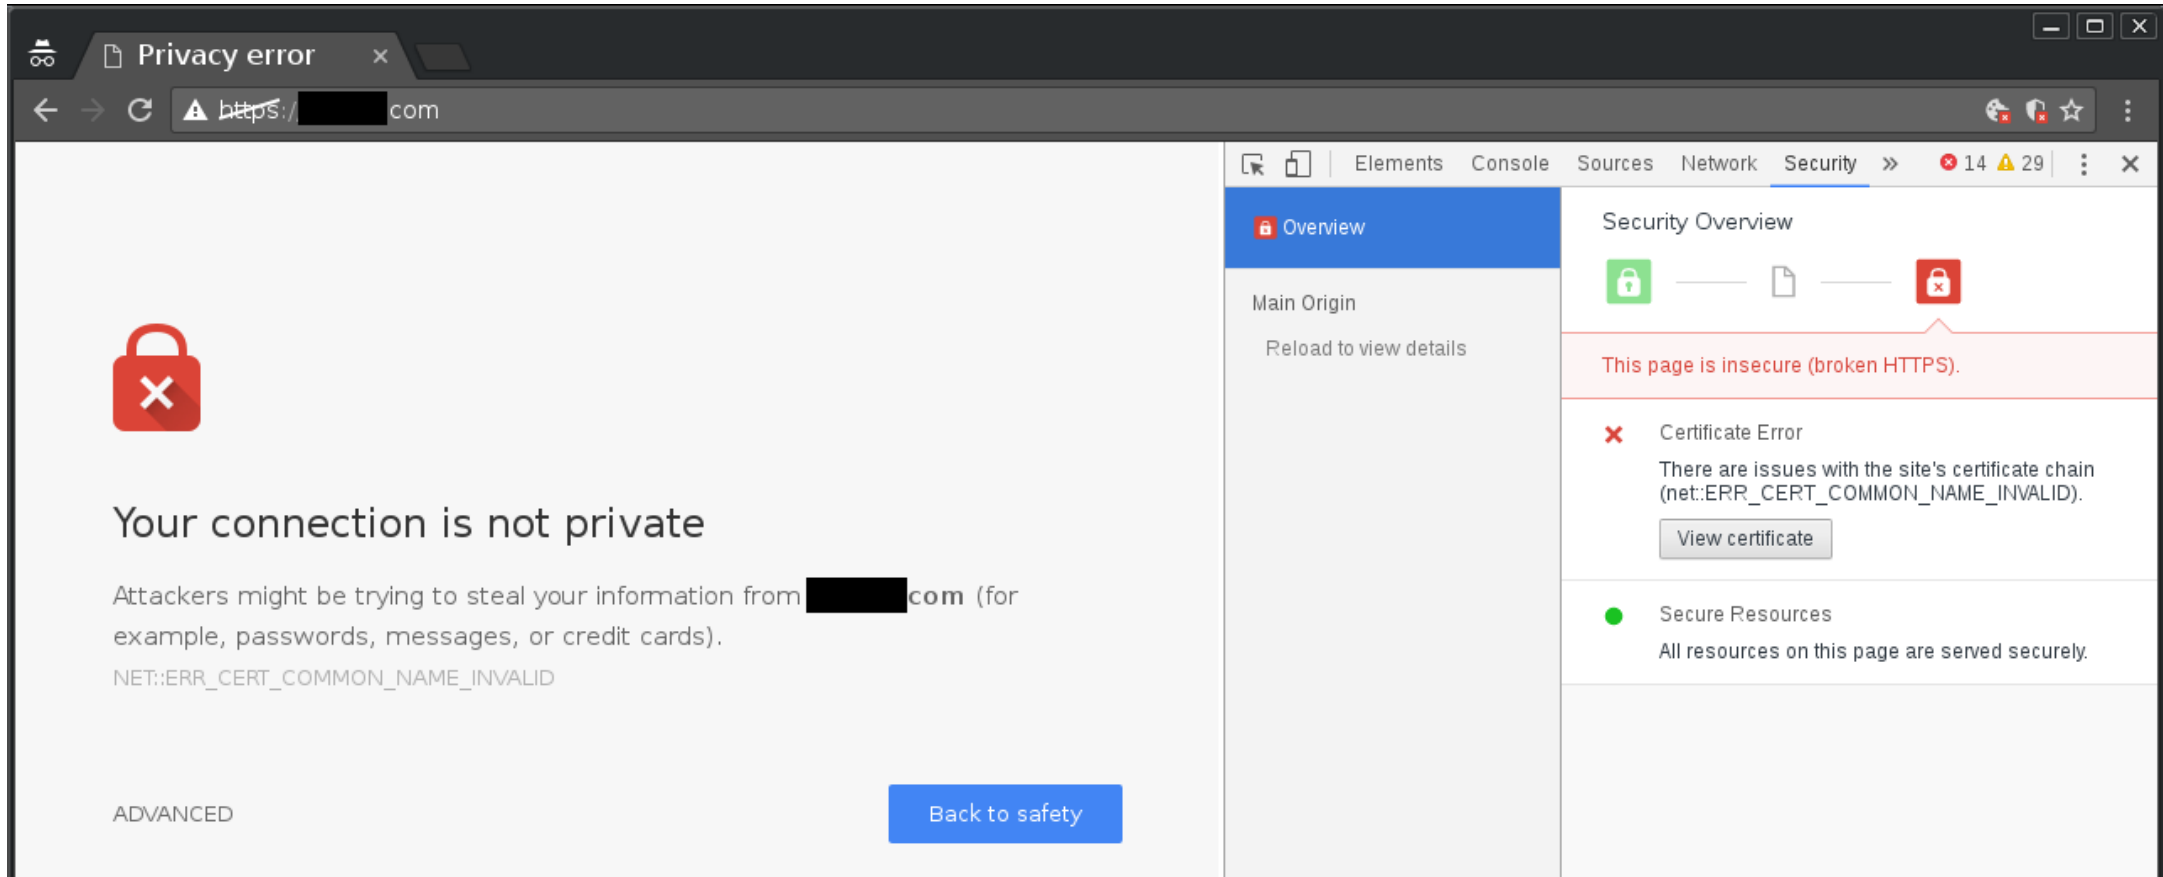 Privacy error
https:/ com
Elements Console Sources Network Security » 14 29
Overview
Main Origin
Reload to view details
Security Overview
This page is insecure (broken HTTPS).
Certificate Error
There are issues with the site's certificate chain
(net::ERR_CERT_COMMON_NAME_INVALID).
View certificate
Secure Resources
All resources on this page are served securely.
Your connection is not private
Attackers might be trying to steal your information from com (for
example, passwords, messages, or credit cards).
NET::ERR_CERT_COMMON_NAME_INVALID
ADVANCED
Back to safety